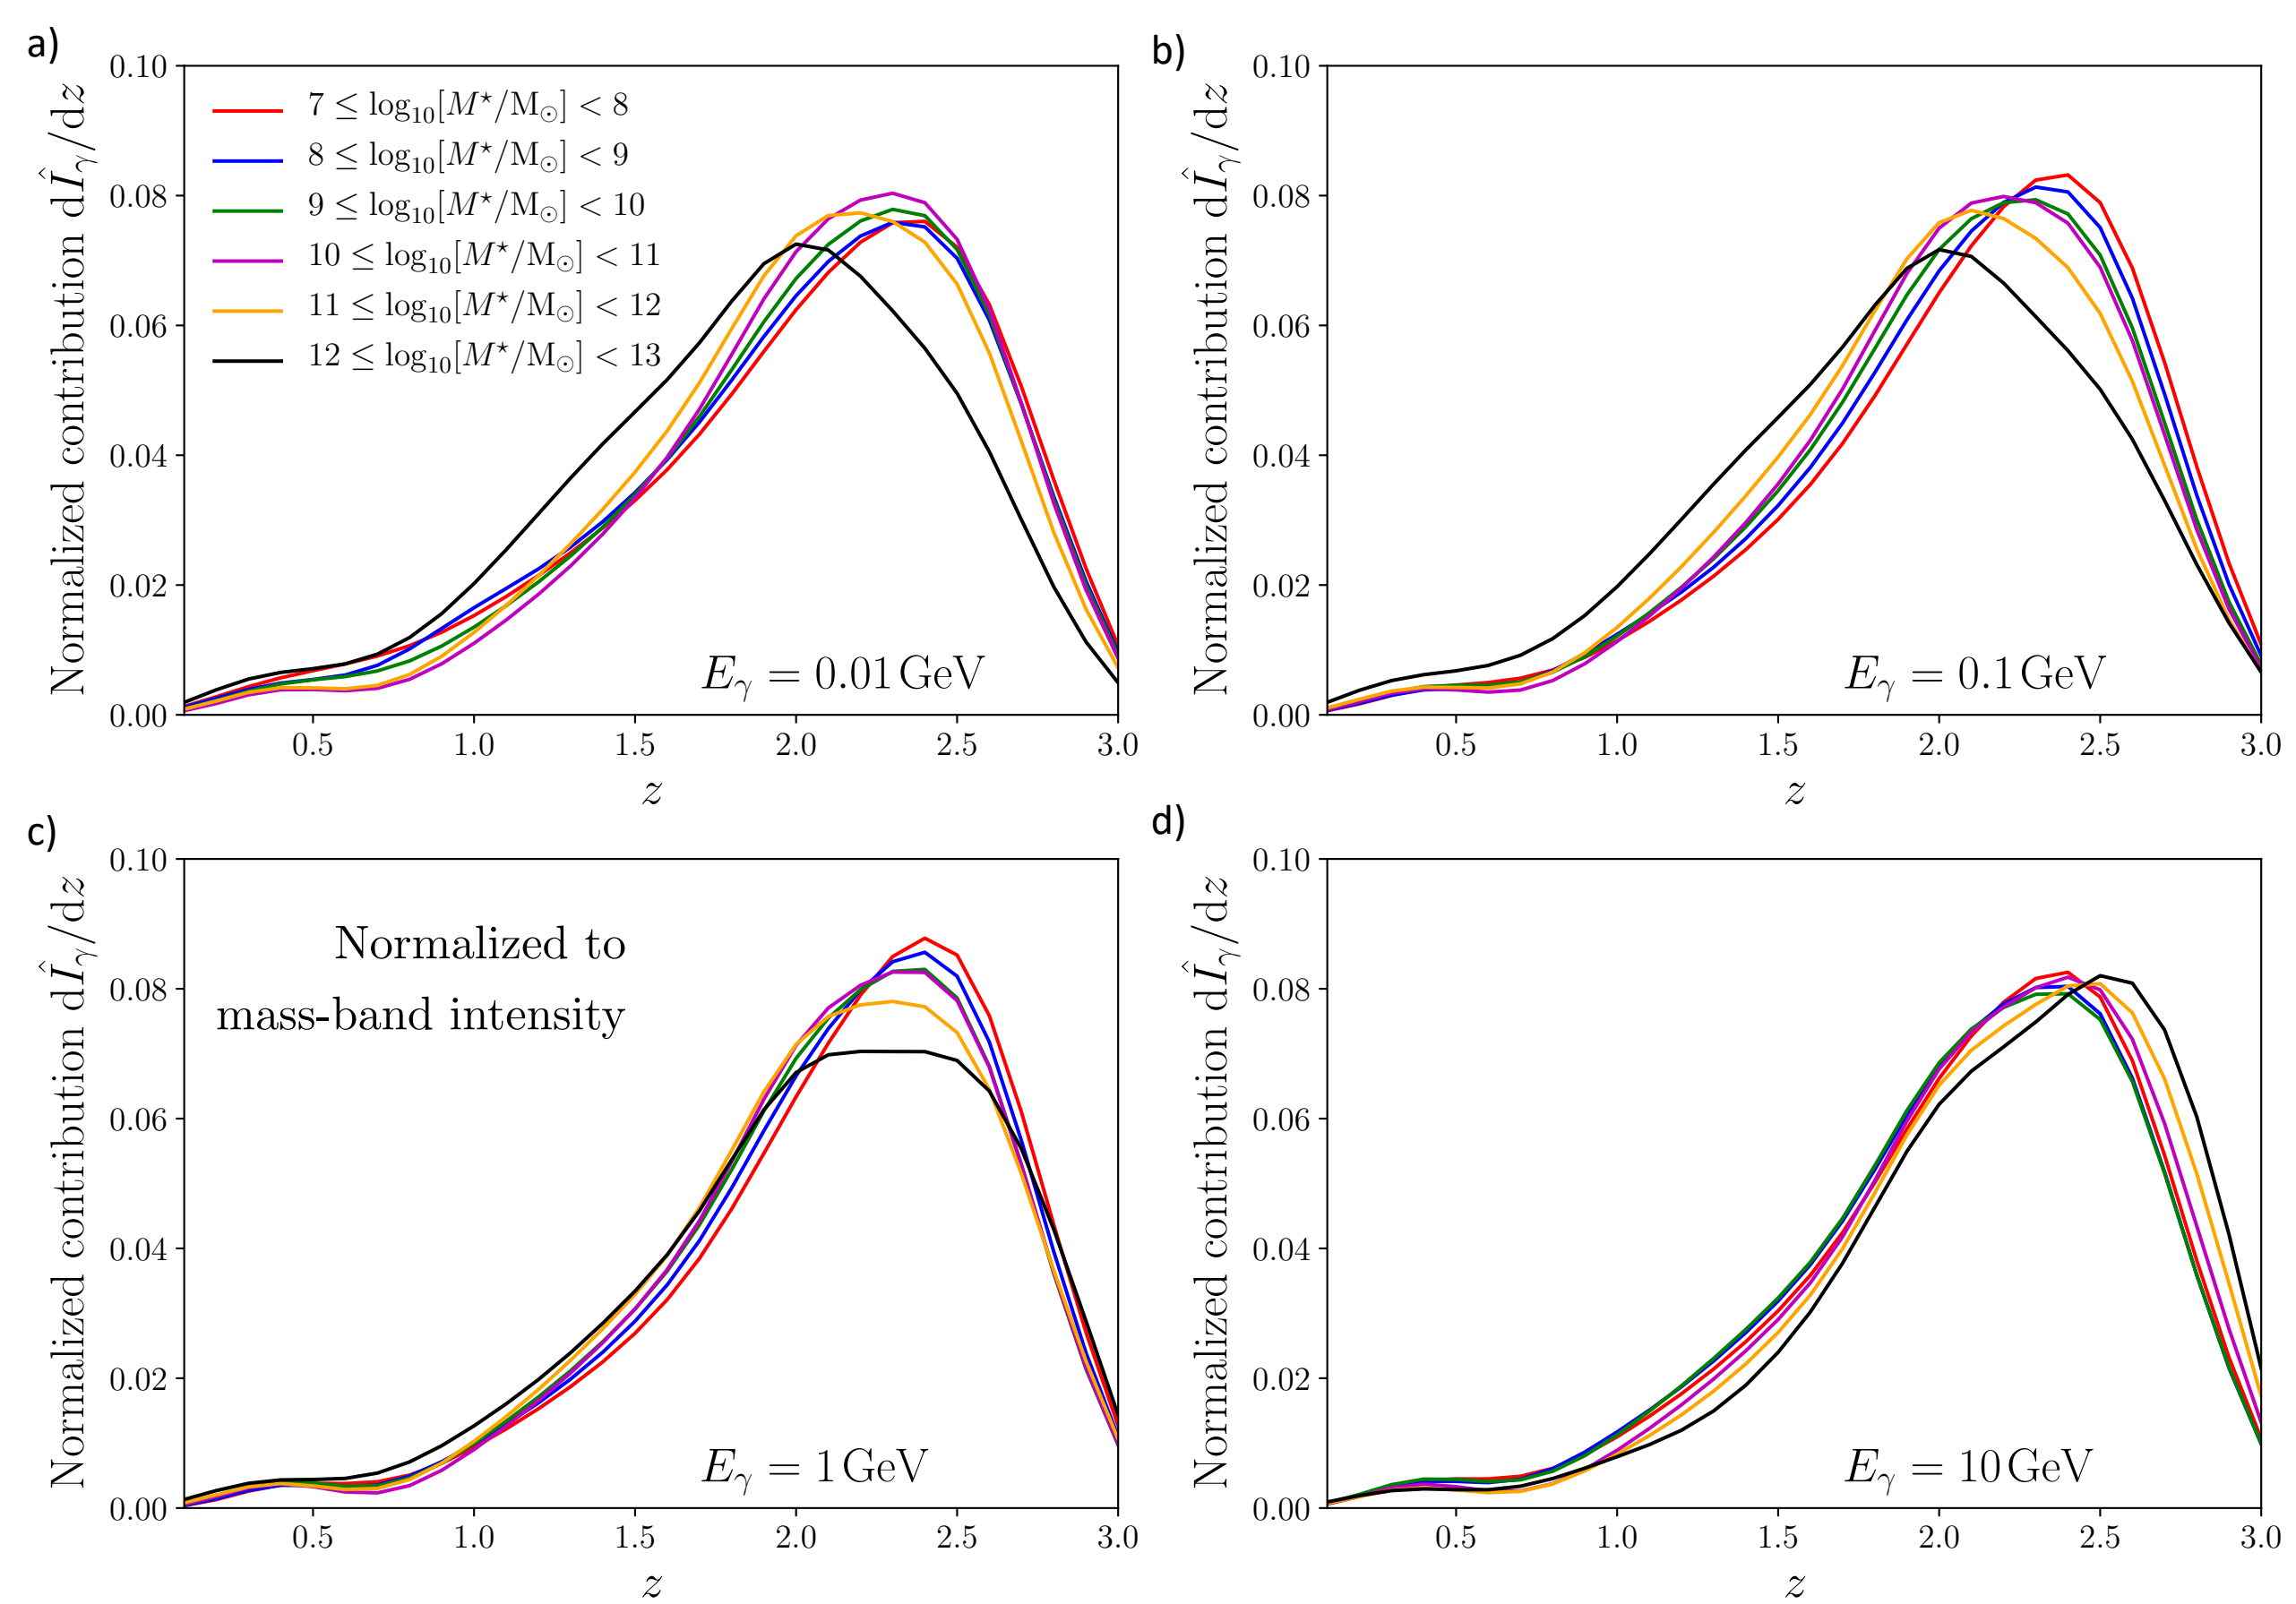 a)
Normalized contribution dÎγ/dz
0.10
0.08
0.06
0.04
0.02
0.00
7 ≤ log₁₀[M⋆/M⊙] < 8
8 ≤ log₁₀[M⋆/M⊙] < 9
9 ≤ log₁₀[M⋆/M⊙] < 10
10 ≤ log₁₀[M⋆/M⊙] < 11
11 ≤ log₁₀[M⋆/M⊙] < 12
12 ≤ log₁₀[M⋆/M⊙] < 13
Eγ = 0.01 GeV
0.5 1.0 1.5 2.0 2.5 3.0
z
b)
Normalized contribution dÎγ/dz
0.10
0.08
0.06
0.04
0.02
0.00
Eγ = 0.1 GeV
0.5 1.0 1.5 2.0 2.5 3.0
z
c)
Normalized contribution dÎγ/dz
0.10
0.08
0.06
0.04
0.02
0.00
Normalized to
mass-band intensity
Eγ = 1 GeV
0.5 1.0 1.5 2.0 2.5 3.0
z
d)
Normalized contribution dÎγ/dz
0.10
0.08
0.06
0.04
0.02
0.00
Eγ = 10 GeV
0.5 1.0 1.5 2.0 2.5 3.0
z